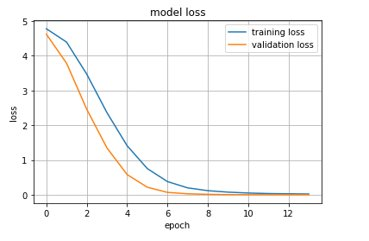 model loss
training loss
validation loss
5
4
3
2
1
0
loss
0 2 4 6 8 10 12
epoch